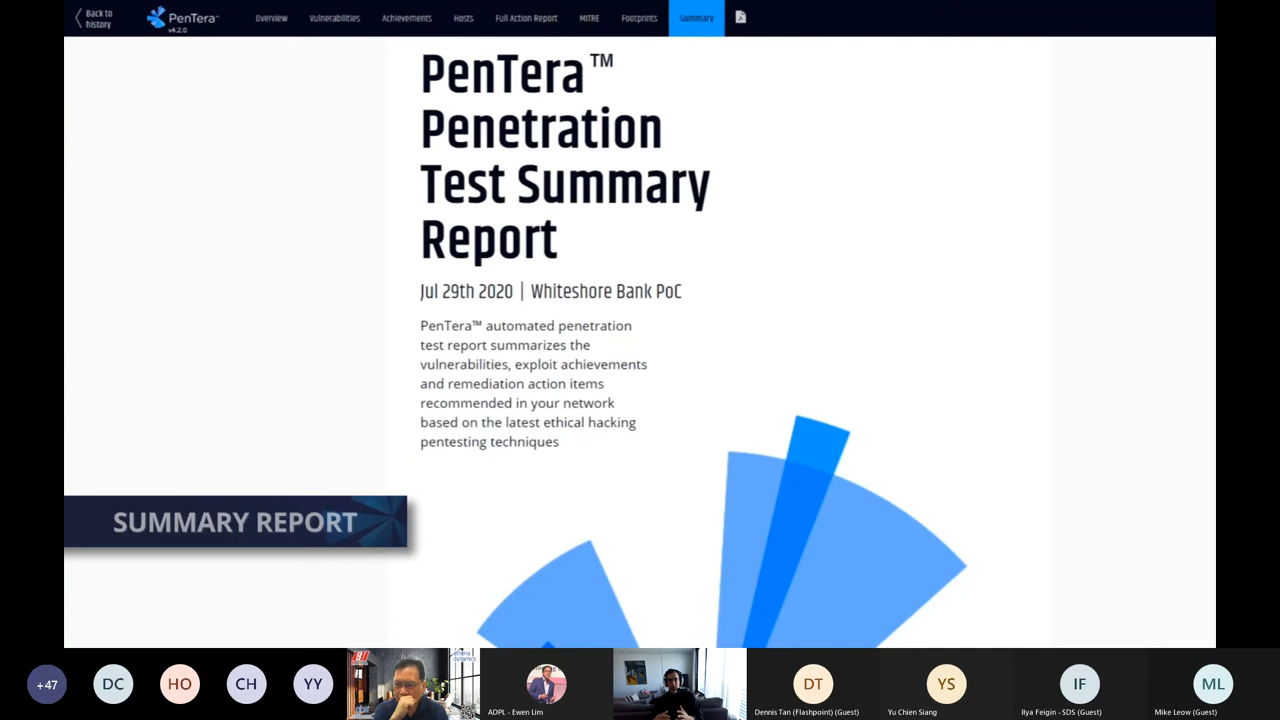 Back to
history
PenTera™
v4.2.0
Overview
Vulnerabilities
Achievements
Hosts
Full Action Report
MITRE
Footprints
Summary
PenTera™
Penetration
Test Summary
Report
Jul 29th 2020 | Whiteshore Bank PoC
PenTera™ automated penetration
test report summarizes the
vulnerabilities, exploit achievements
and remediation action items
recommended in your network
based on the latest ethical hacking
pentesting techniques
SUMMARY REPORT
+47
DC
HO
CH
YY
athena
dynamics
ADPL - Ewen Lim
DT
Dennis Tan (Flashpoint) (Guest)
YS
Yu Chien Siang
IF
Ilya Feigin - SDS (Guest)
ML
Mike Leow (Guest)